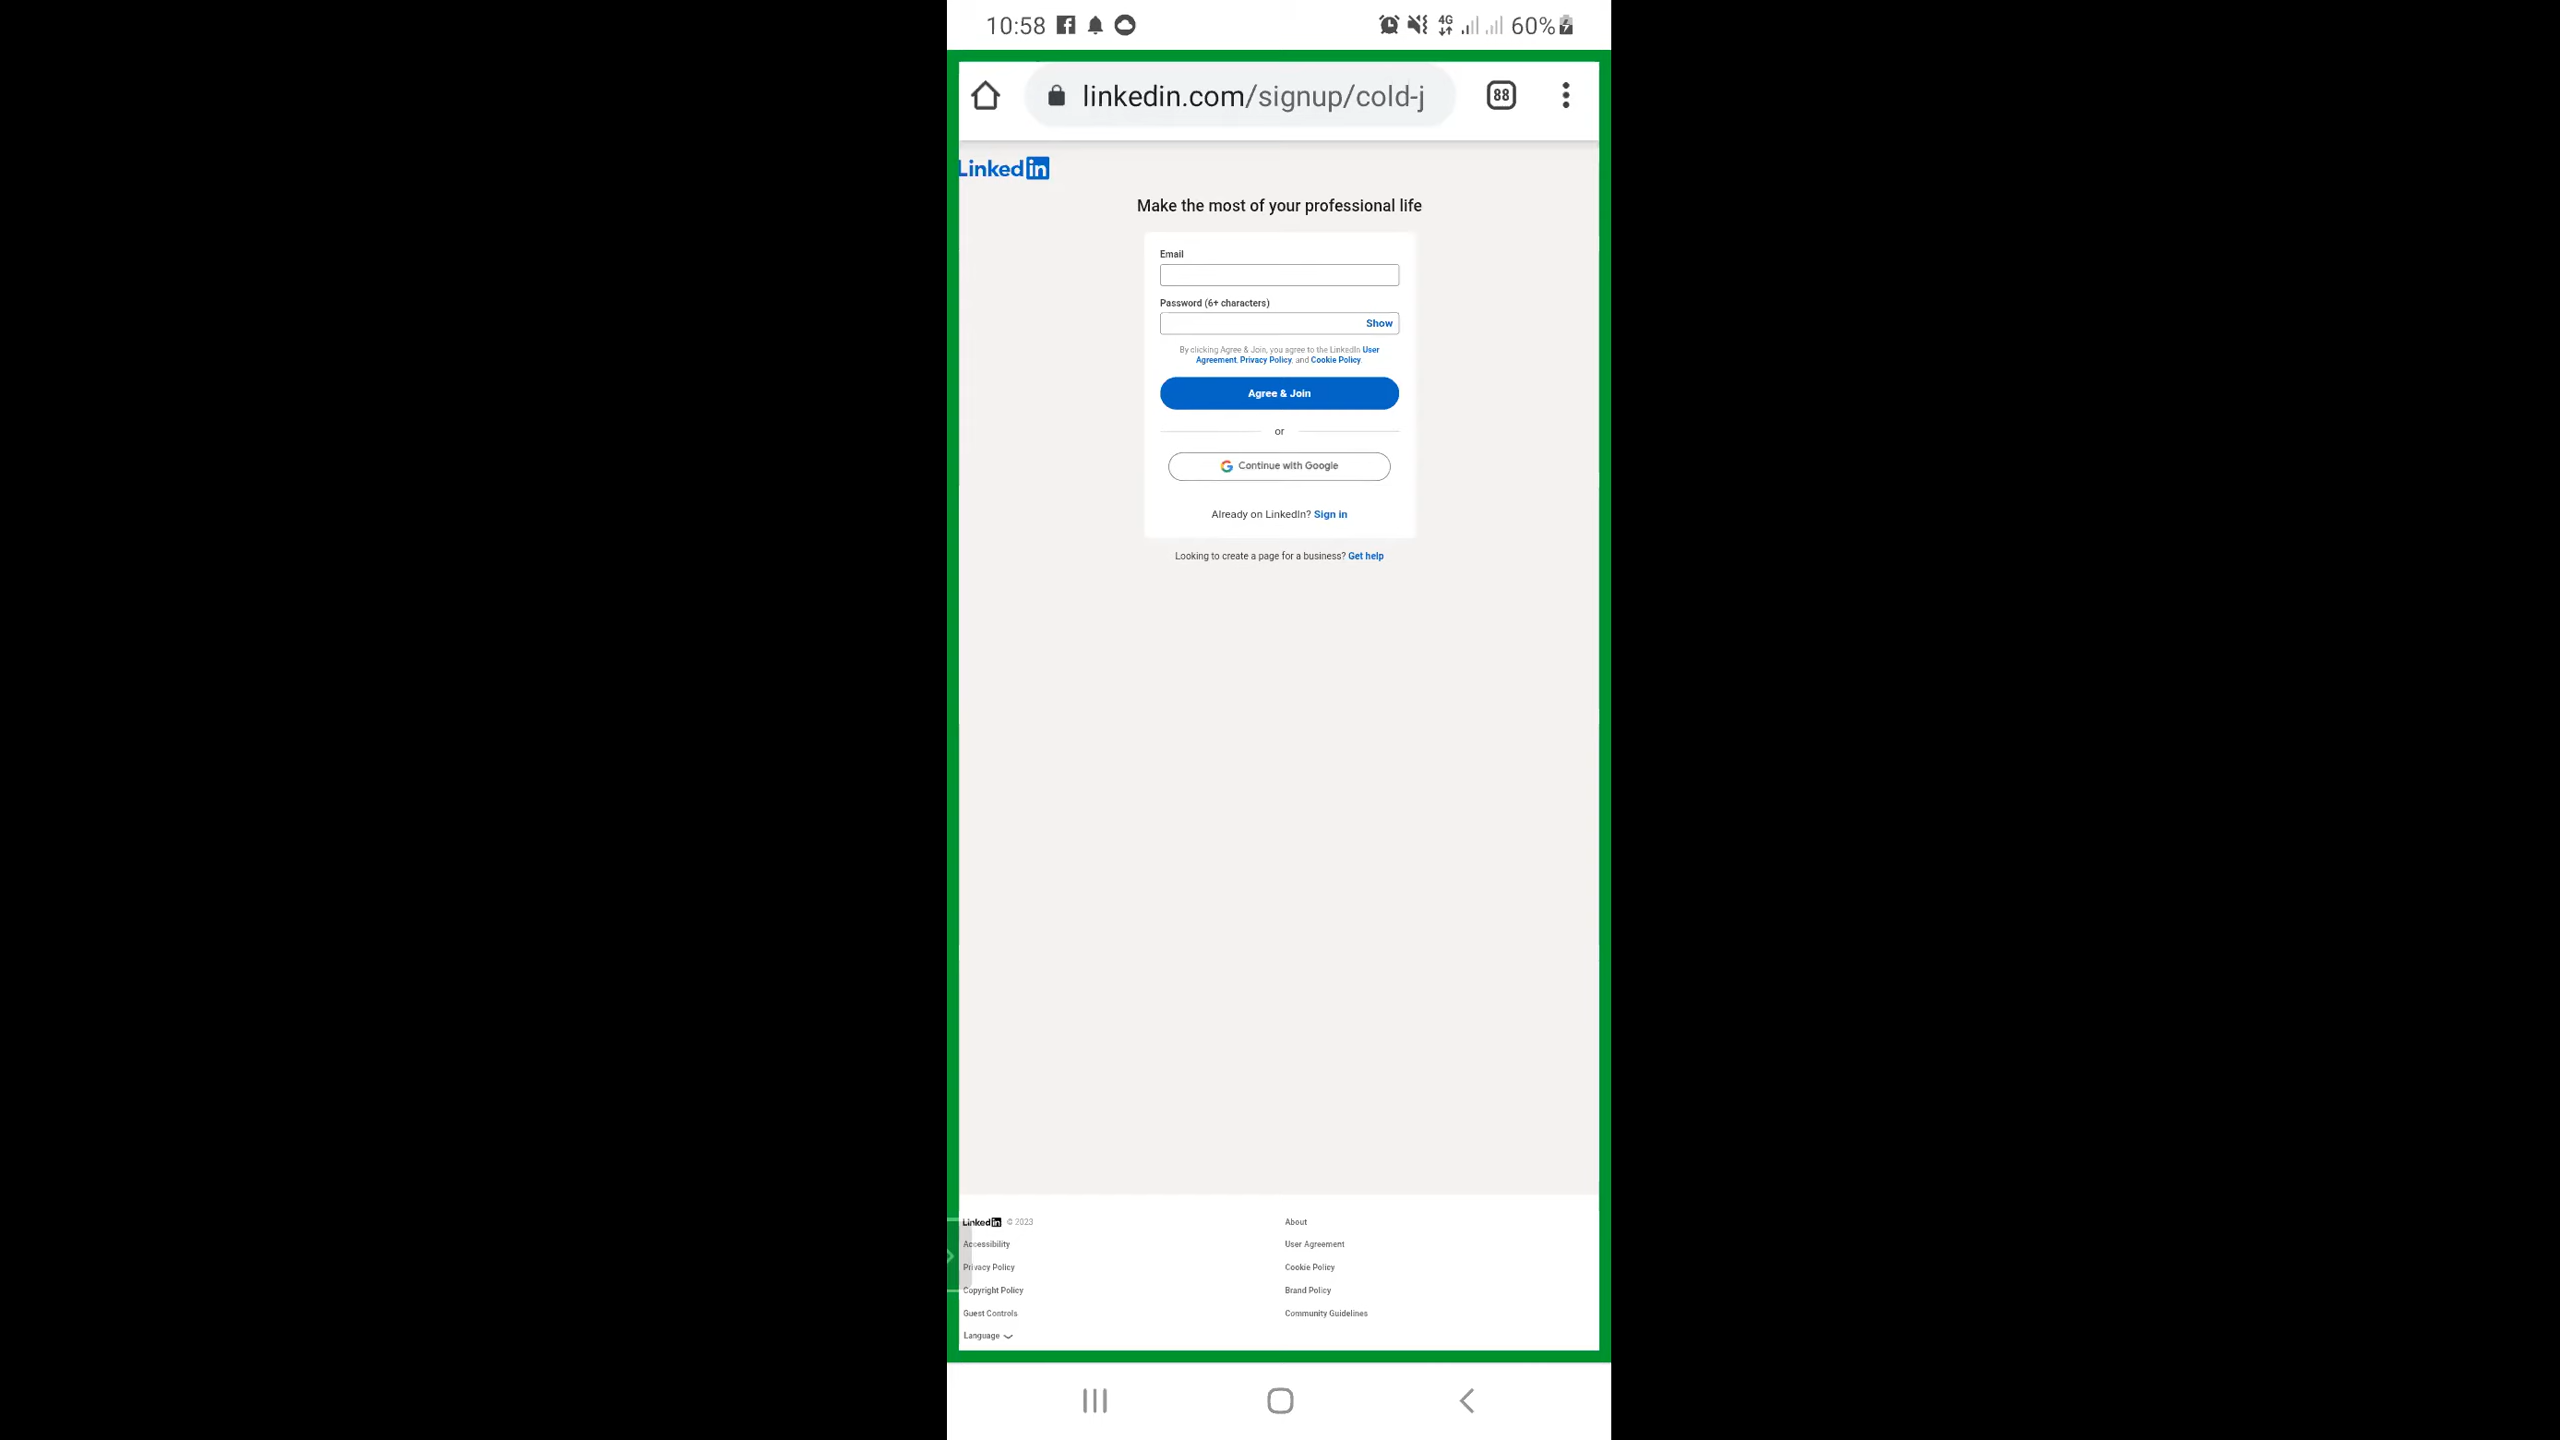 10:58 4G 60%
linkedin.com/signup/cold-j 88
Linked in
Make the most of your professional life
Email
Password (6+ characters)
Show
By clicking Agree & Join, you agree to the LinkedIn User
Agreement, Privacy Policy, and Cookie Policy.
Agree & Join
or
Continue with Google
Already on LinkedIn? Sign in
Looking to create a page for a business? Get help
Linked in © 2023
About
Accessibility
User Agreement
Privacy Policy
Cookie Policy
Copyright Policy
Brand Policy
Guest Controls
Community Guidelines
Language